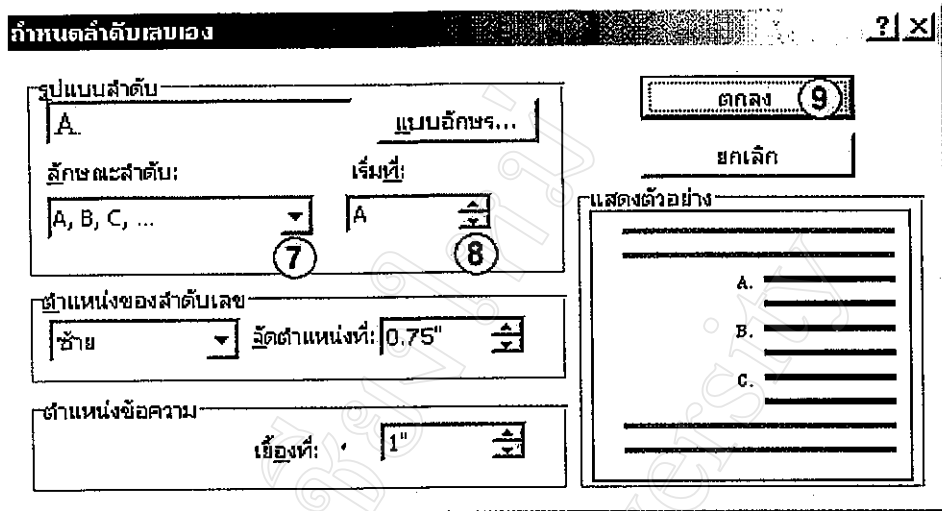 กำหนดลำดับเลขเอง ? ×
รูปแบบลำดับ
A.
แบบอักษร...
ลักษณะลำดับ:
เริ่มที่:
A, B, C, ...
A
7
8
ตกลง 9
ยกเลิก
ตำแหน่งของลำดับเลข
ซ้าย
จัดตำแหน่งที่: 0.75"
ตำแหน่งข้อความ
เยื้องที่: 1"
แสดงตัวอย่าง
A.
B.
C.